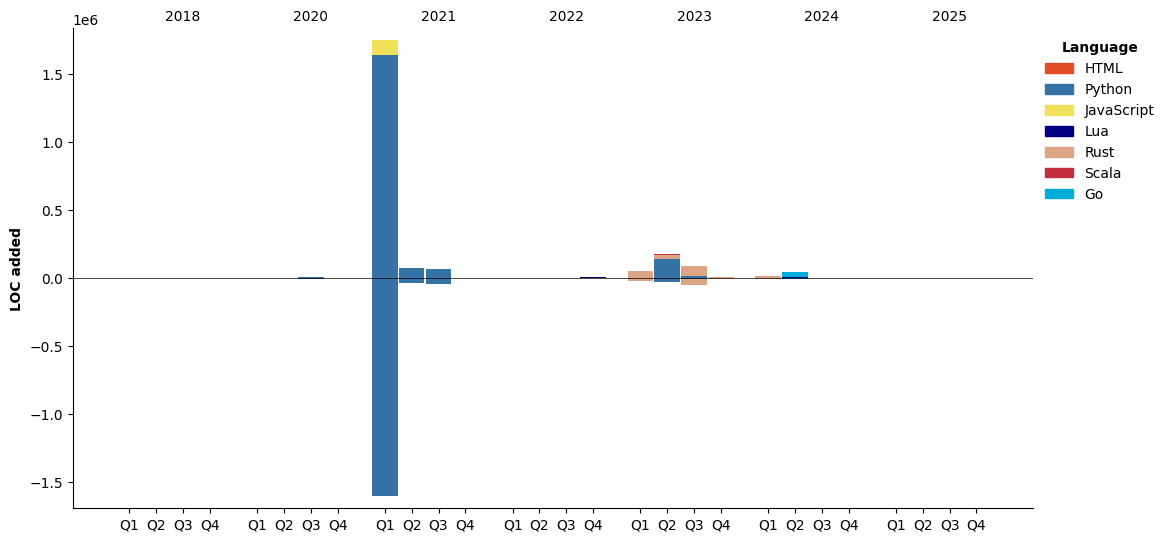 1e6 2018 2020 2021 2022 2023 2024 2025
Language
HTML
Python
JavaScript
Lua
Rust
Scala
Go
LOC added
1.5
1.0
0.5
0.0
−0.5
−1.0
−1.5
Q1 Q2 Q3 Q4 Q1 Q2 Q3 Q4 Q1 Q2 Q3 Q4 Q1 Q2 Q3 Q4 Q1 Q2 Q3 Q4 Q1 Q2 Q3 Q4 Q1 Q2 Q3 Q4